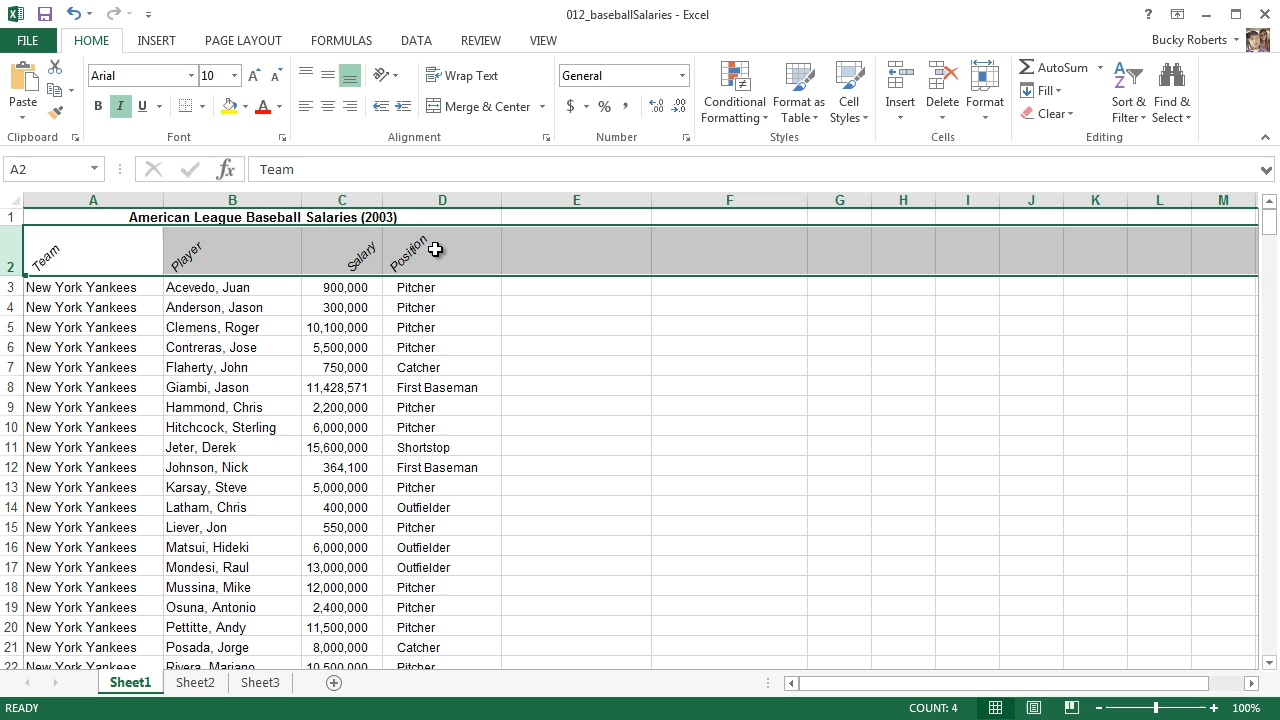 012_baseballSalaries - Excel
FILE HOME INSERT PAGE LAYOUT FORMULAS DATA REVIEW VIEW Bucky Roberts
Paste
Arial 10
B I U A
Wrap Text
Merge & Center
General
$ % ,
Conditional Formatting
Format as Table
Cell Styles
Insert Delete Format
AutoSum
Fill
Clear
Sort & Filter
Find & Select
Clipboard Font Alignment Number Styles Cells Editing
A2 fx Team
A B C D E F G H I J K L M
1 American League Baseball Salaries (2003)
2 Team Player Salary Position
3 New York Yankees Acevedo, Juan 900,000 Pitcher
4 New York Yankees Anderson, Jason 300,000 Pitcher
5 New York Yankees Clemens, Roger 10,100,000 Pitcher
6 New York Yankees Contreras, Jose 5,500,000 Pitcher
7 New York Yankees Flaherty, John 750,000 Catcher
8 New York Yankees Giambi, Jason 11,428,571 First Baseman
9 New York Yankees Hammond, Chris 2,200,000 Pitcher
10 New York Yankees Hitchcock, Sterling 6,000,000 Pitcher
11 New York Yankees Jeter, Derek 15,600,000 Shortstop
12 New York Yankees Johnson, Nick 364,100 First Baseman
13 New York Yankees Karsay, Steve 5,000,000 Pitcher
14 New York Yankees Latham, Chris 400,000 Outfielder
15 New York Yankees Liever, Jon 550,000 Pitcher
16 New York Yankees Matsui, Hideki 6,000,000 Outfielder
17 New York Yankees Mondesi, Raul 13,000,000 Outfielder
18 New York Yankees Mussina, Mike 12,000,000 Pitcher
19 New York Yankees Osuna, Antonio 2,400,000 Pitcher
20 New York Yankees Pettitte, Andy 11,500,000 Pitcher
21 New York Yankees Posada, Jorge 8,000,000 Catcher
22 New York Yankees Rivera, Mariano 10,500,000 Pitcher
Sheet1 Sheet2 Sheet3
READY COUNT: 4 100%